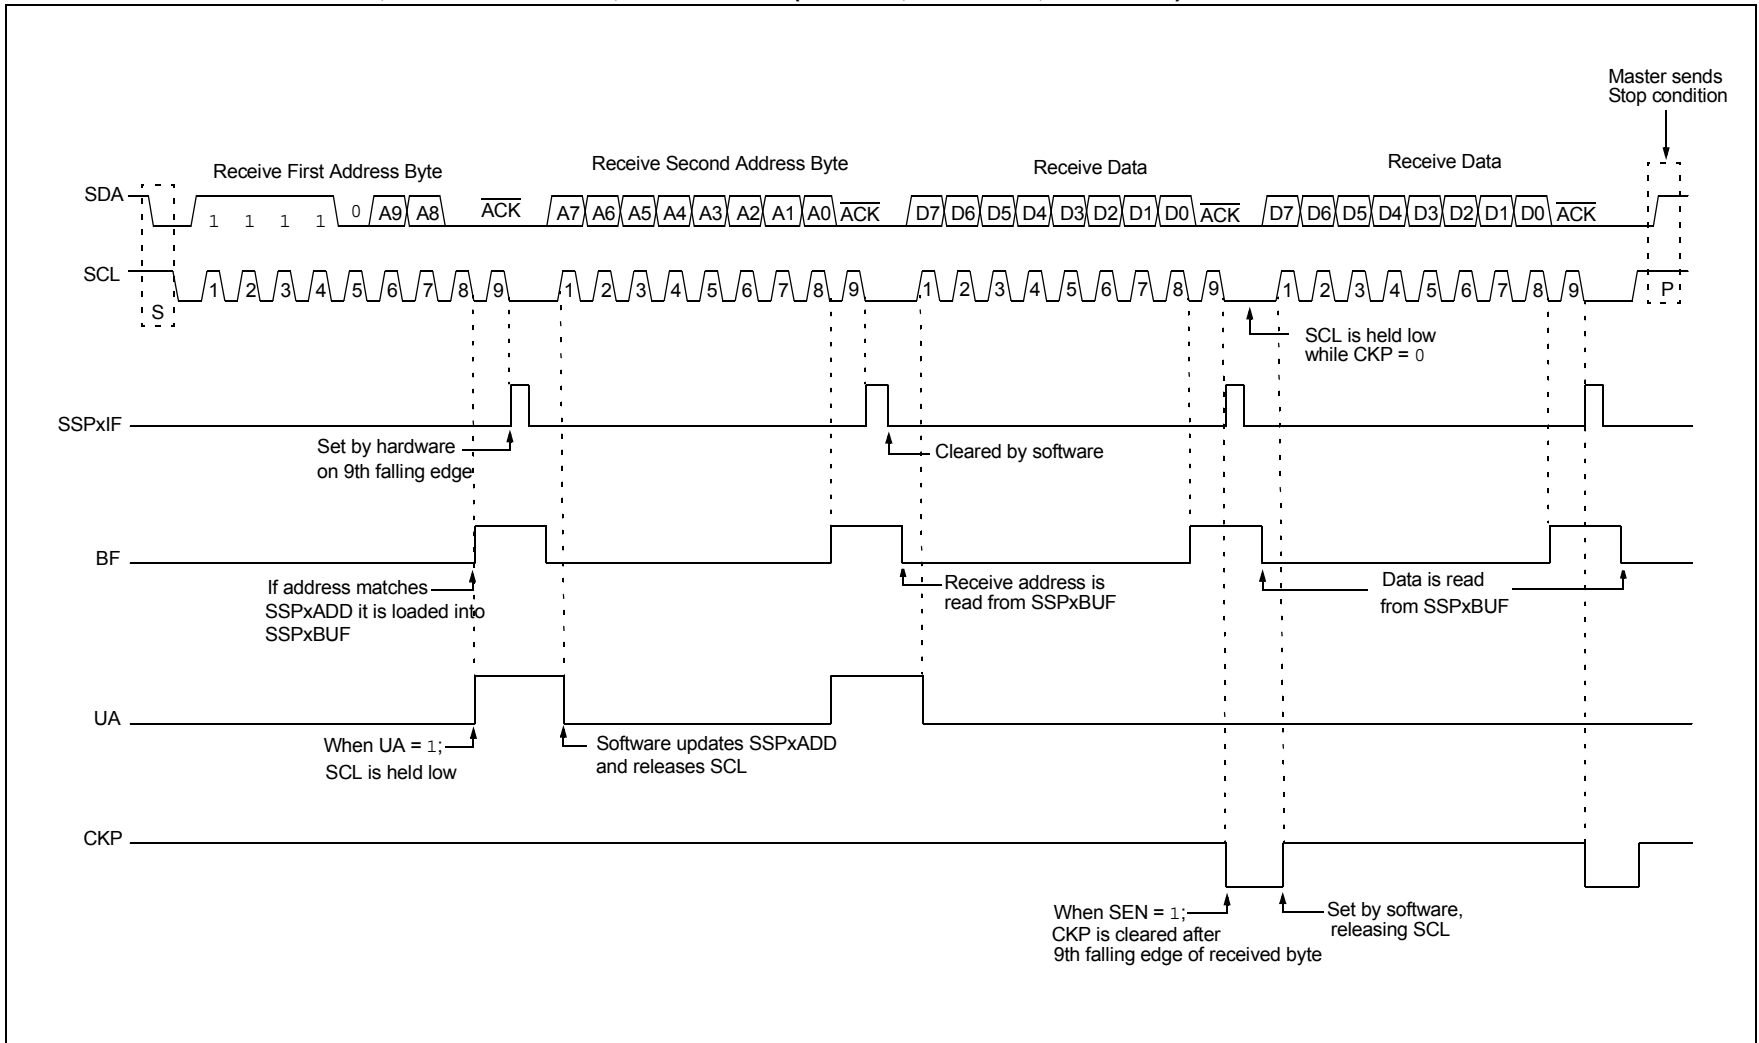 Master sends
Stop condition
Receive First Address Byte
Receive Second Address Byte
Receive Data
Receive Data
SDA
1 1 1 1 0 A9 A8 ACK A7 A6 A5 A4 A3 A2 A1 A0 ACK D7 D6 D5 D4 D3 D2 D1 D0 ACK D7 D6 D5 D4 D3 D2 D1 D0 ACK
SCL
S
1 2 3 4 5 6 7 8 9 1 2 3 4 5 6 7 8 9 1 2 3 4 5 6 7 8 9 1 2 3 4 5 6 7 8 9
P
SCL is held low
while CKP = 0
SSPxIF
Set by hardware
on 9th falling edge
Cleared by software
BF
If address matches
SSPxADD it is loaded into
SSPxBUF
Receive address is
read from SSPxBUF
Data is read
from SSPxBUF
UA
When UA = 1;
SCL is held low
Software updates SSPxADD
and releases SCL
CKP
When SEN = 1;
CKP is cleared after
9th falling edge of received byte
Set by software,
releasing SCL